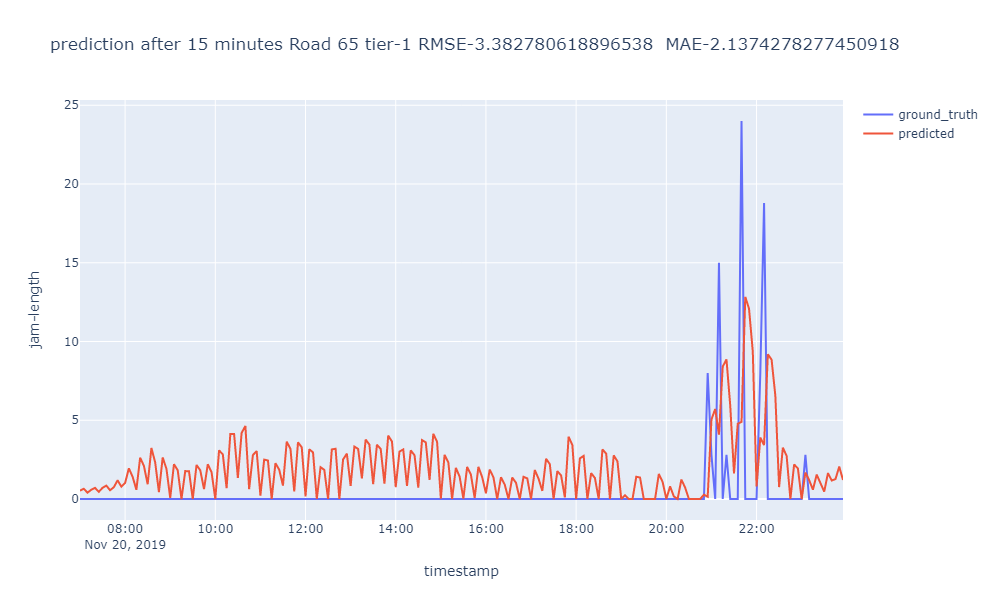 prediction after 15 minutes Road 65 tier-1 RMSE-3.382780618896538  MAE-2.1374278277450918
ground_truth
predicted
25
20
15
10
5
0
jam-length
08:00 10:00 12:00 14:00 16:00 18:00 20:00 22:00
Nov 20, 2019
timestamp